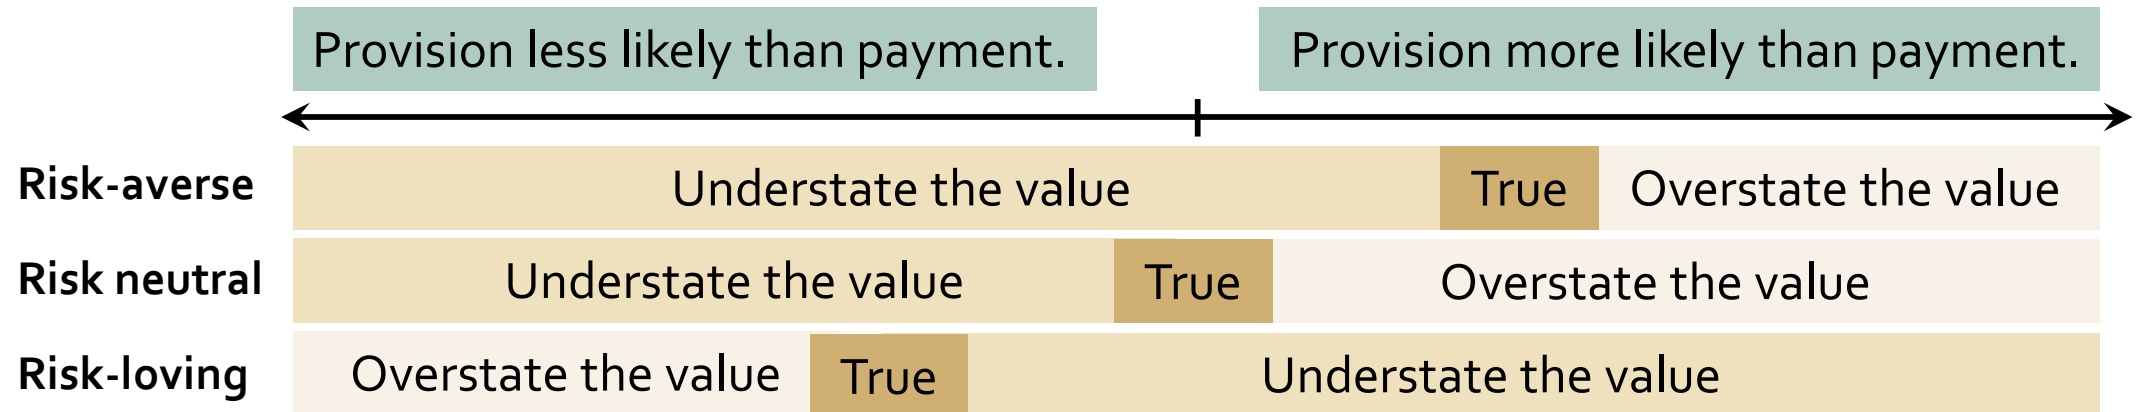 Provision less likely than payment. Provision more likely than payment.
Risk-averse Understate the value True Overstate the value
Risk neutral Understate the value True Overstate the value
Risk-loving Overstate the value True Understate the value